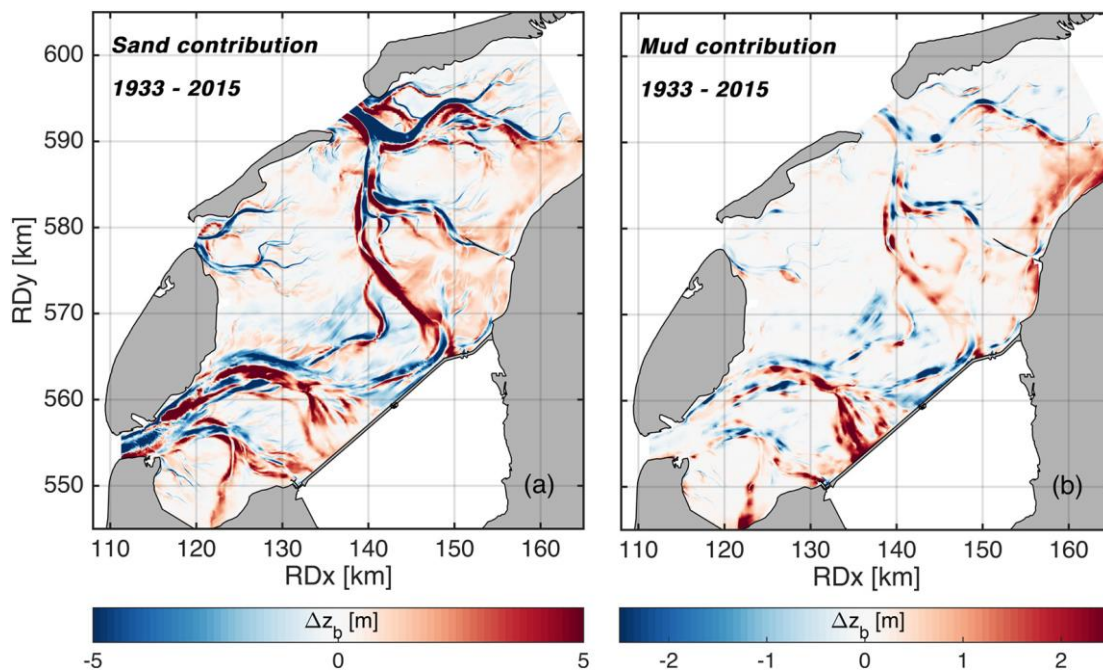 Sand contribution
1933 - 2015
Mud contribution
1933 - 2015
600
590
580
570
560
550
RDy [km]
(a)
(b)
110 120 130 140 150 160
110 120 130 140 150 160
RDx [km]
RDx [km]
Δz_b [m]
Δz_b [m]
-5 0 5
-2 -1 0 1 2